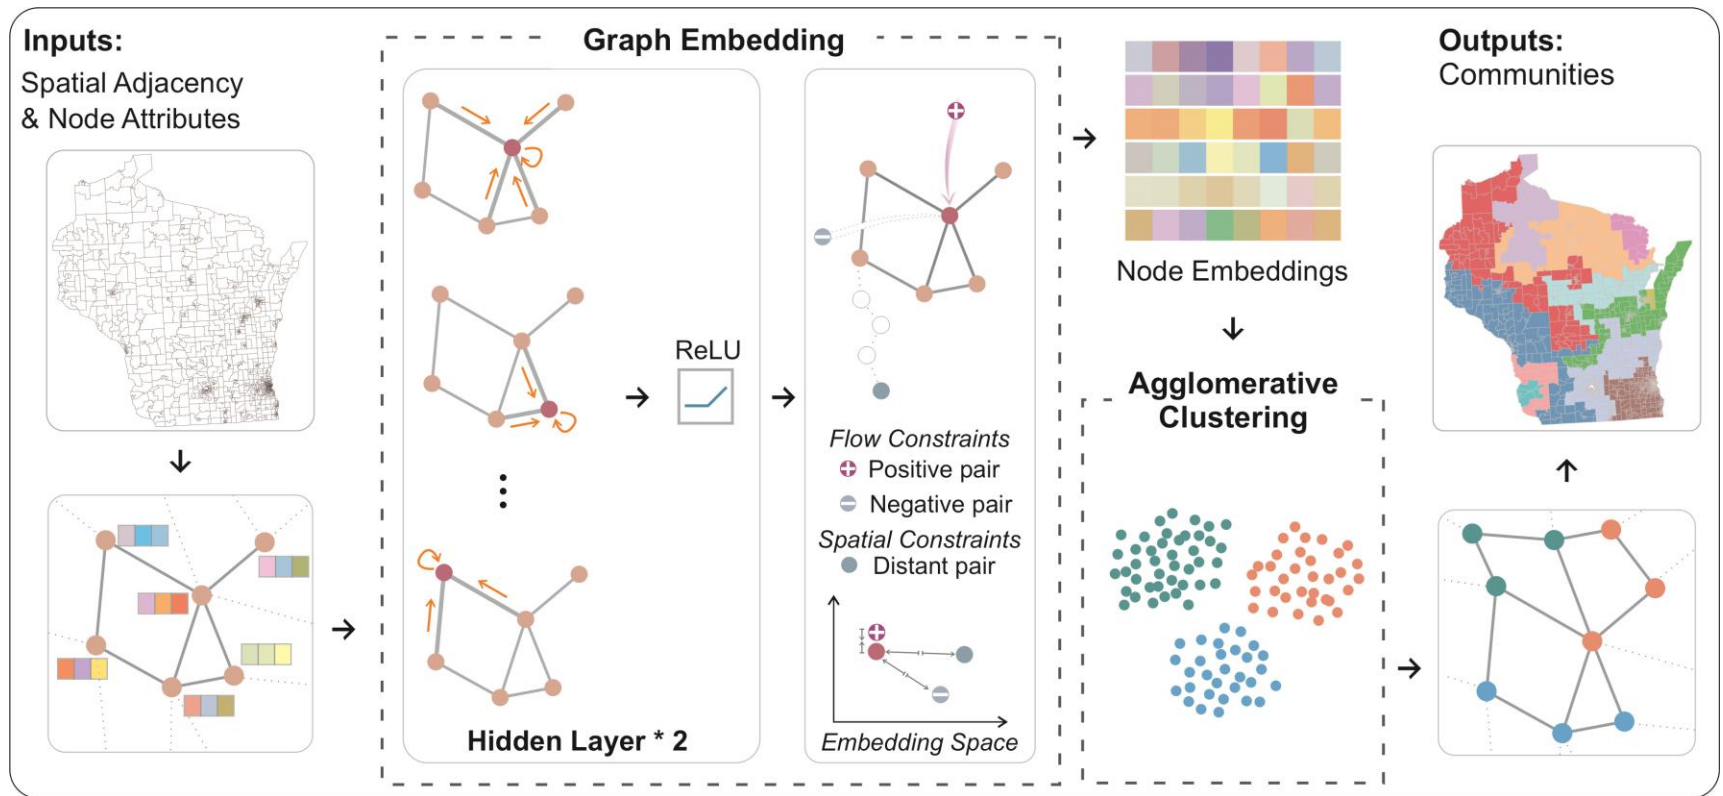 Inputs:
Spatial Adjacency
& Node Attributes
Graph Embedding
ReLU
Hidden Layer * 2
Flow Constraints
Positive pair
Negative pair
Spatial Constraints
Distant pair
Embedding Space
Node Embeddings
Agglomerative
Clustering
Outputs:
Communities